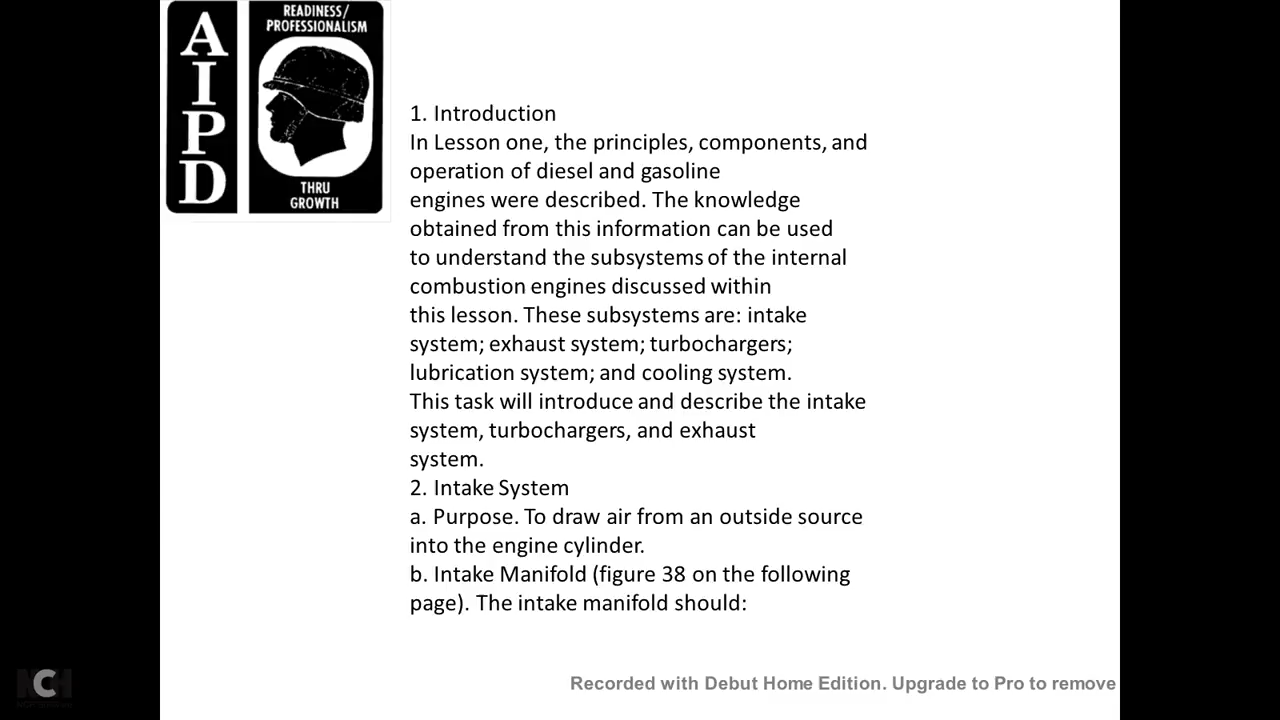 A
I
P
D
READINESS/
PROFESSIONALISM
THRU
GROWTH
1. Introduction
In Lesson one, the principles, components, and
operation of diesel and gasoline
engines were described. The knowledge
obtained from this information can be used
to understand the subsystems of the internal
combustion engines discussed within
this lesson. These subsystems are: intake
system; exhaust system; turbochargers;
lubrication system; and cooling system.
This task will introduce and describe the intake
system, turbochargers, and exhaust
system.
2. Intake System
a. Purpose. To draw air from an outside source
into the engine cylinder.
b. Intake Manifold (figure 38 on the following
page). The intake manifold should:
NCH
Recorded with Debut Home Edition. Upgrade to Pro to remove